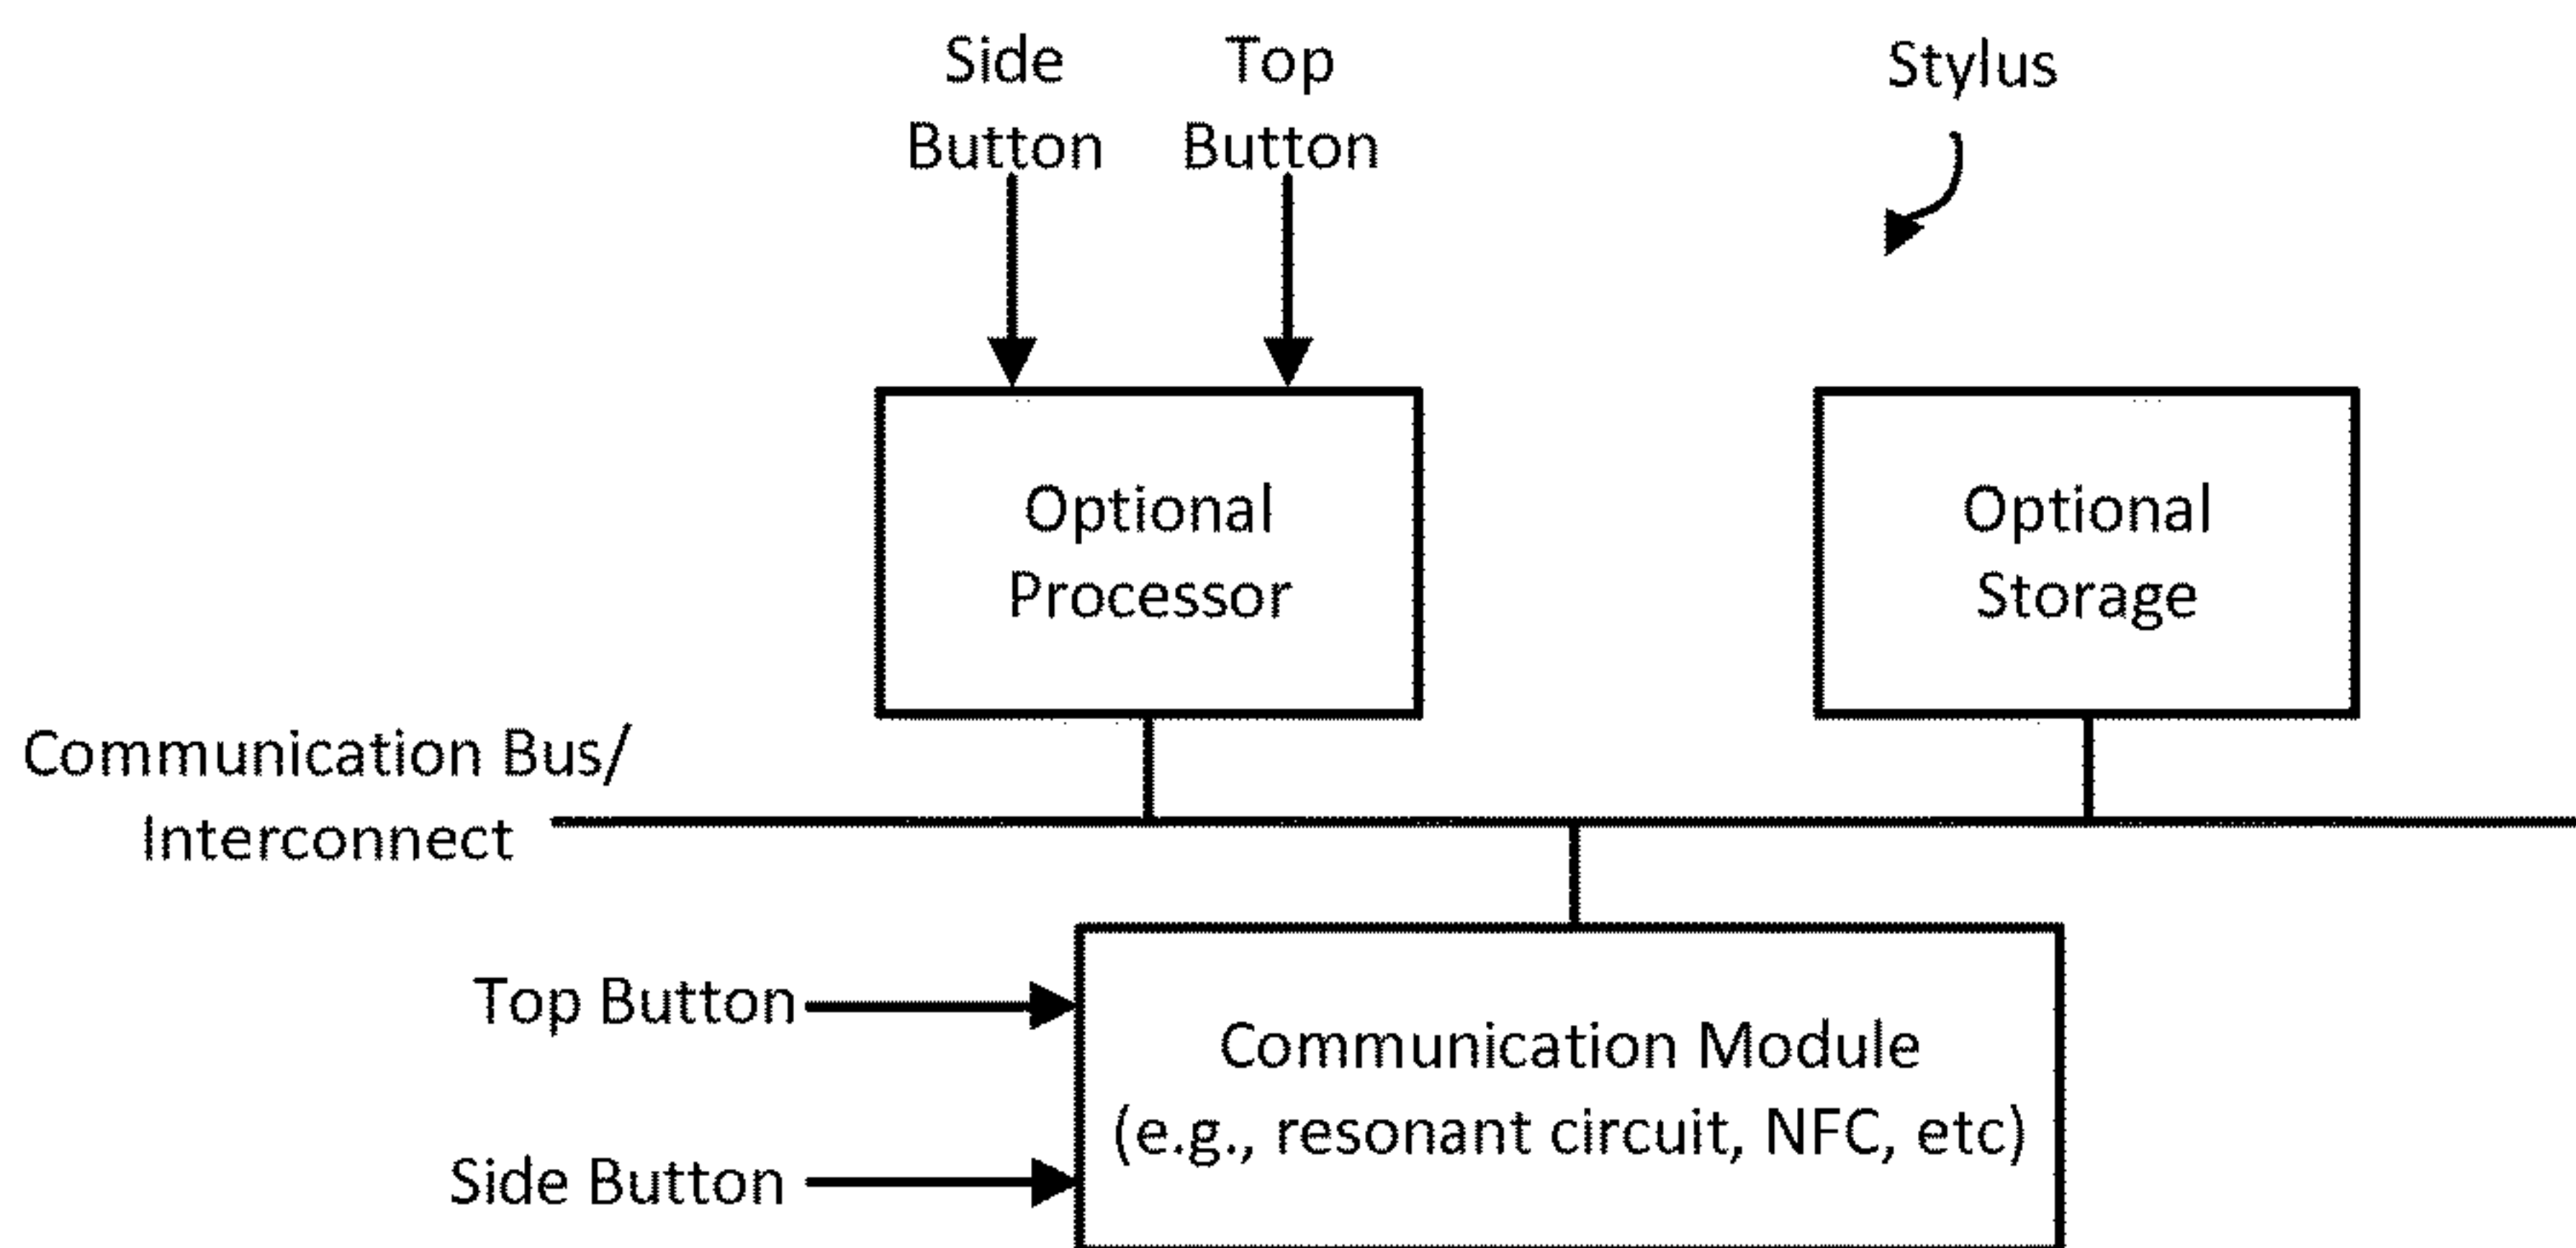 Side
Button
Top
Button
Stylus
Optional
Processor
Optional
Storage
Communication Bus/
Interconnect
Top Button
Side Button
Communication Module
(e.g., resonant circuit, NFC, etc)